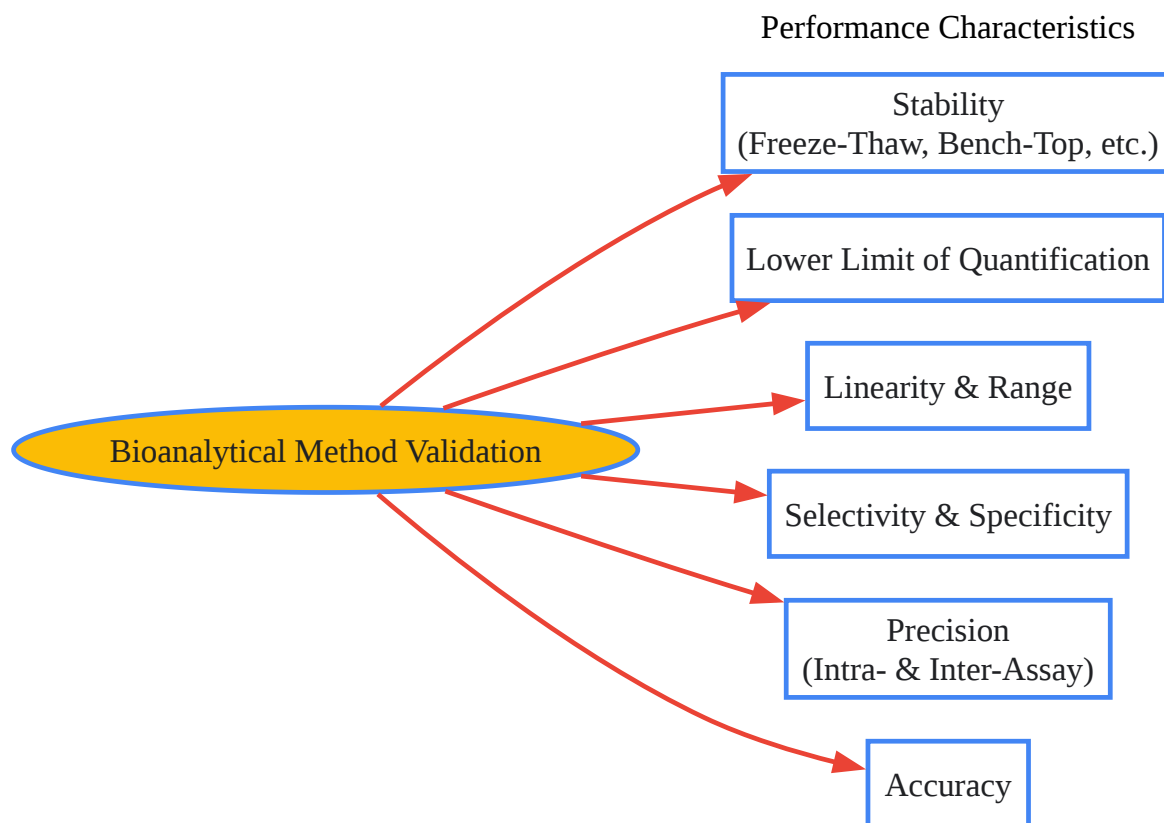 Performance Characteristics
Stability
(Freeze-Thaw, Bench-Top, etc.)
Lower Limit of Quantification
Linearity & Range
Bioanalytical Method Validation
Selectivity & Specificity
Precision
(Intra- & Inter-Assay)
Accuracy